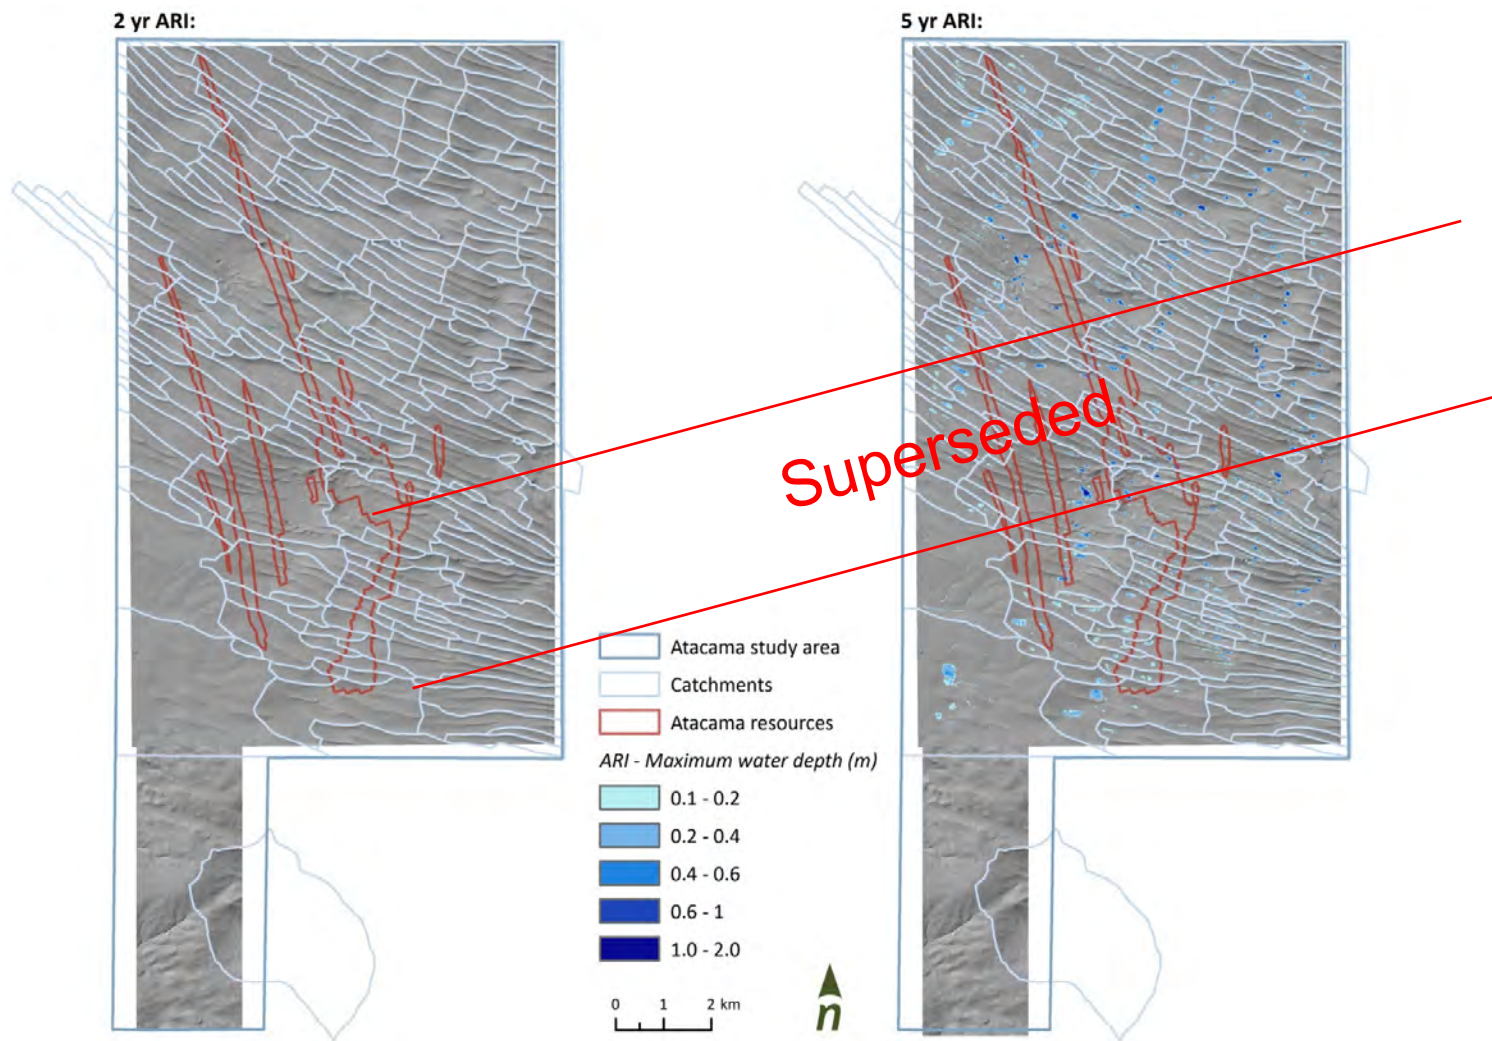 2 yr ARI:
5 yr ARI:
Superseded
Atacama study area
Catchments
Atacama resources
ARI - Maximum water depth (m)
0.1 - 0.2
0.2 - 0.4
0.4 - 0.6
0.6 - 1
1.0 - 2.0
0 1 2 km
n